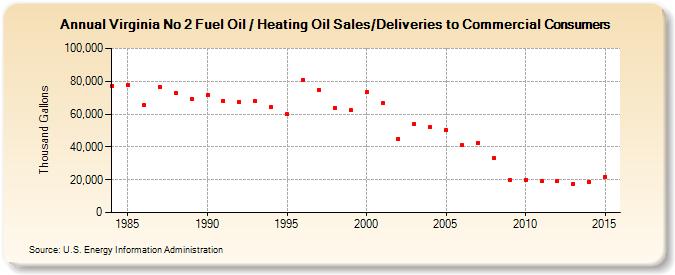 Annual Virginia No 2 Fuel Oil / Heating Oil Sales/Deliveries to Commercial Consumers
Thousand Gallons
100,000
80,000
60,000
40,000
20,000
0
1985 1990 1995 2000 2005 2010 2015
Source: U.S. Energy Information Administration